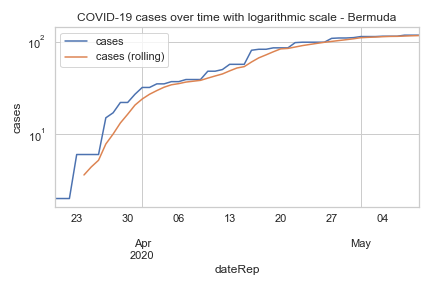 COVID-19 cases over time with logarithmic scale - Bermuda
cases
cases (rolling)
10²
10¹
cases
23
30
06
13
20
27
04
Apr
2020
May
dateRep